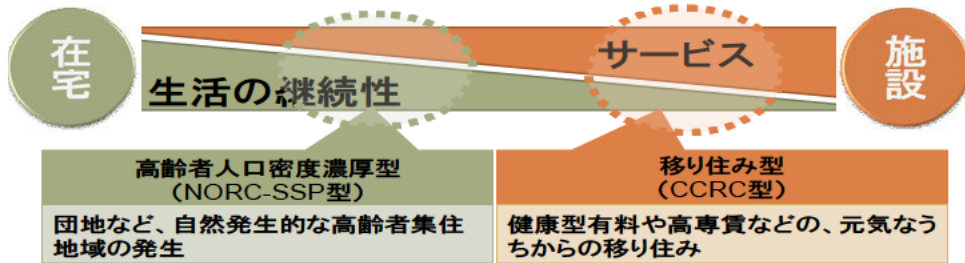 在宅
サービス
施設
生活の継続性
高齢者人口密度濃厚型
（NORC-SSP型）
団地など、自然発生的な高齢者集住
地域の発生
移り住み型
（CCRC型）
健康型有料や高専賃などの、元気なう
ちからの移り住み